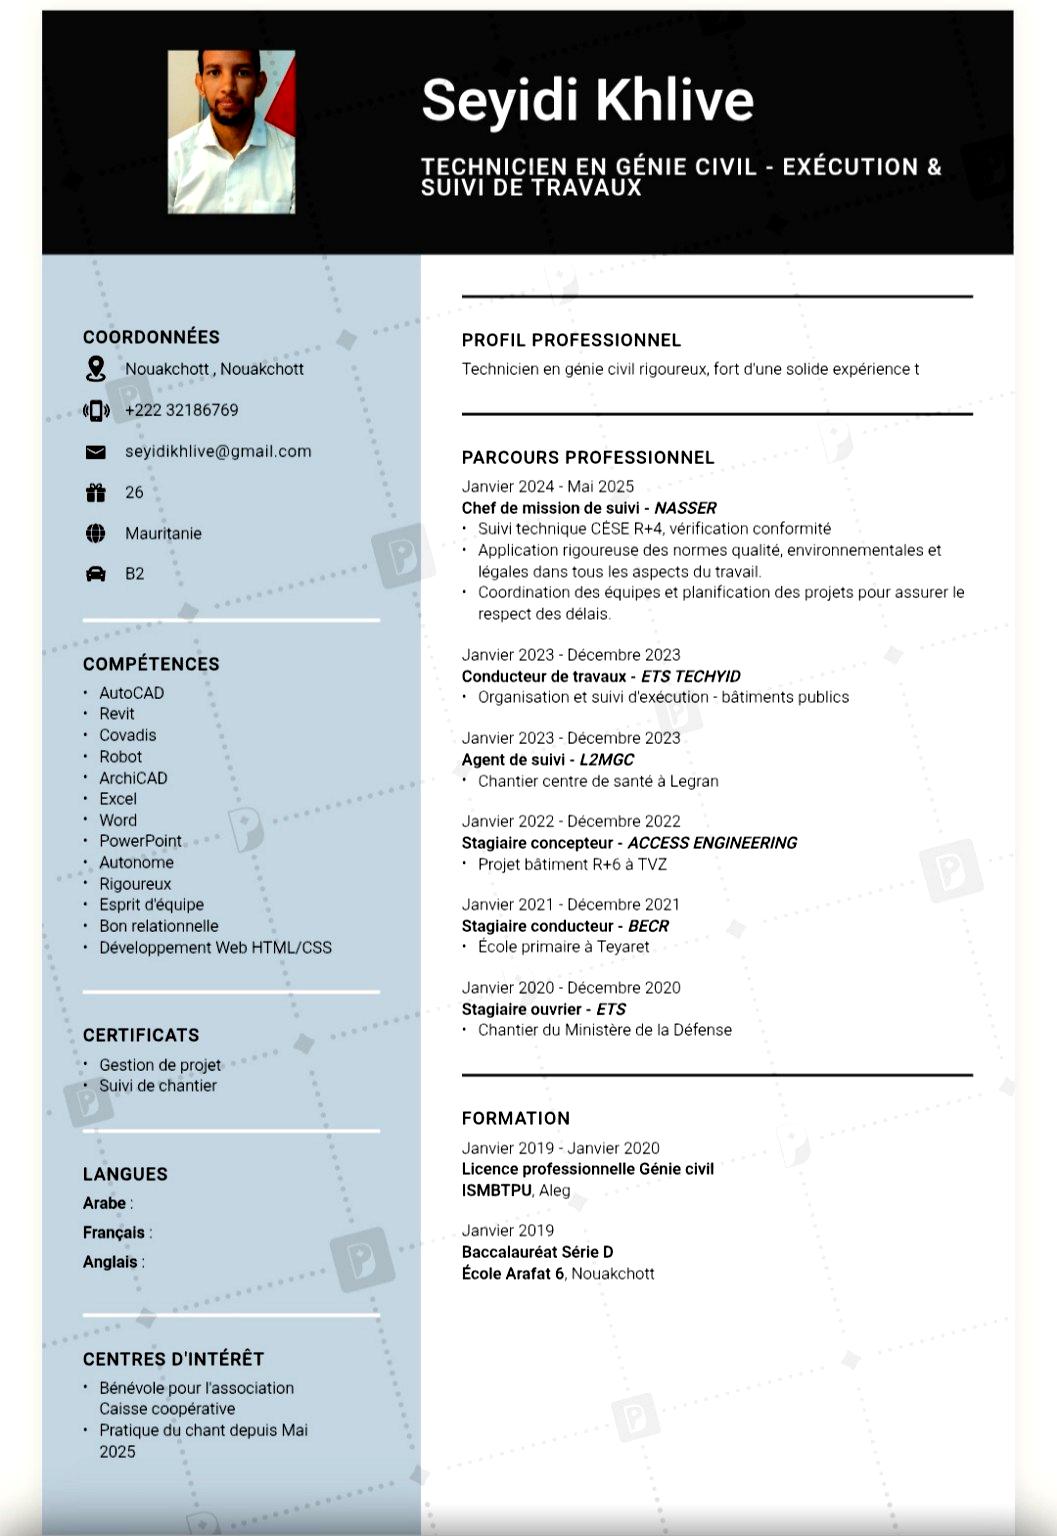 Seyidi Khlive
TECHNICIEN EN GÉNIE CIVIL - EXÉCUTION &
SUIVI DE TRAVAUX
COORDONNÉES
Nouakchott , Nouakchott
+222 32186769
seyidikhlive@gmail.com
26
Mauritanie
B2
COMPÉTENCES
• AutoCAD
• Revit
• Covadis
• Robot
• ArchiCAD
• Excel
• Word
• PowerPoint
• Autonome
• Rigoureux
• Esprit d'équipe
• Bon relationnelle
• Développement Web HTML/CSS
CERTIFICATS
• Gestion de projet
• Suivi de chantier
LANGUES
Arabe :
Français :
Anglais :
CENTRES D'INTÉRÊT
• Bénévole pour l'association
Caisse coopérative
• Pratique du chant depuis Mai
2025
PROFIL PROFESSIONNEL
Technicien en génie civil rigoureux, fort d'une solide expérience t
PARCOURS PROFESSIONNEL
Janvier 2024 - Mai 2025
Chef de mission de suivi - NASSER
• Suivi technique CÉSE R+4, vérification conformité
• Application rigoureuse des normes qualité, environnementales et
légales dans tous les aspects du travail.
• Coordination des équipes et planification des projets pour assurer le
respect des délais.
Janvier 2023 - Décembre 2023
Conducteur de travaux - ETS TECHYID
• Organisation et suivi d'exécution - bâtiments publics
Janvier 2023 - Décembre 2023
Agent de suivi - L2MGC
• Chantier centre de santé à Legran
Janvier 2022 - Décembre 2022
Stagiaire concepteur - ACCESS ENGINEERING
• Projet bâtiment R+6 à TVZ
Janvier 2021 - Décembre 2021
Stagiaire conducteur - BECR
• École primaire à Teyaret
Janvier 2020 - Décembre 2020
Stagiaire ouvrier - ETS
• Chantier du Ministère de la Défense
FORMATION
Janvier 2019 - Janvier 2020
Licence professionnelle Génie civil
ISMBTPU, Aleg
Janvier 2019
Baccalauréat Série D
École Arafat 6, Nouakchott